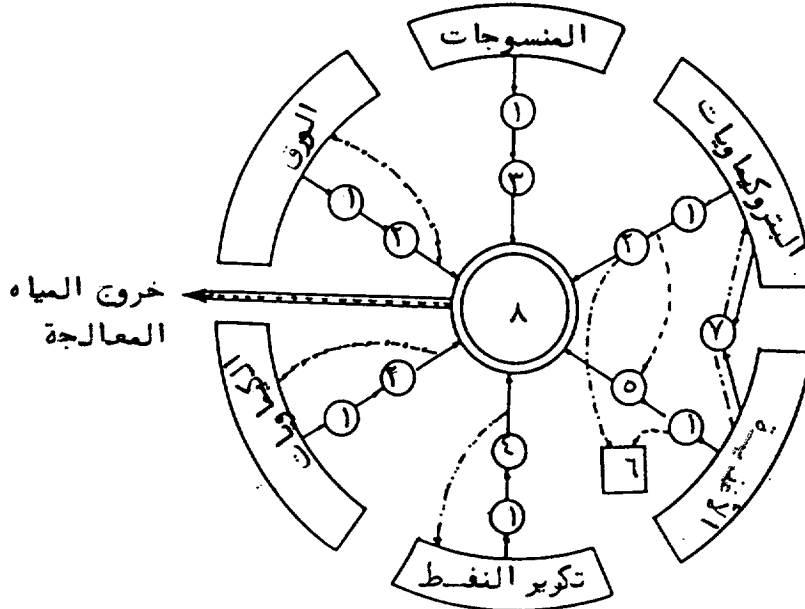 المنسوجات
البتروكيماويات
الورق
١
٣
١
٢
١
٢
٨
خروج المياه
المعالجة
٧
٥
١
٦
٢
١
٤
١
تكرير النفط